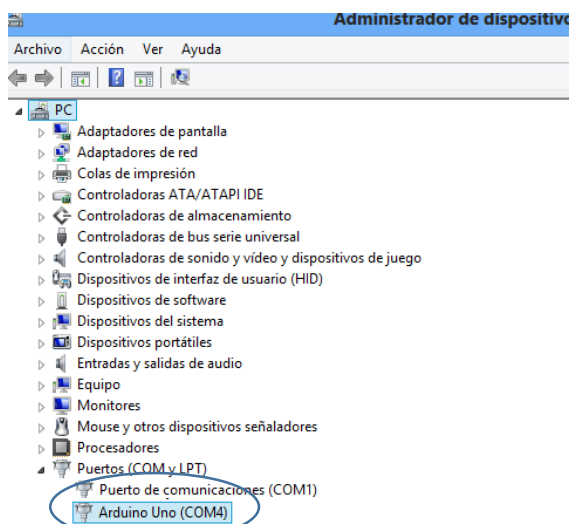 Administrador de dispositivo
Archivo Acción Ver Ayuda
PC
Adaptadores de pantalla
Adaptadores de red
Colas de impresión
Controladoras ATA/ATAPI IDE
Controladoras de almacenamiento
Controladoras de bus serie universal
Controladoras de sonido y vídeo y dispositivos de juego
Dispositivos de interfaz de usuario (HID)
Dispositivos de software
Dispositivos del sistema
Dispositivos portátiles
Entradas y salidas de audio
Equipo
Monitores
Mouse y otros dispositivos señaladores
Procesadores
Puertos (COM y LPT)
Puerto de comunicaciones (COM1)
Arduino Uno (COM4)